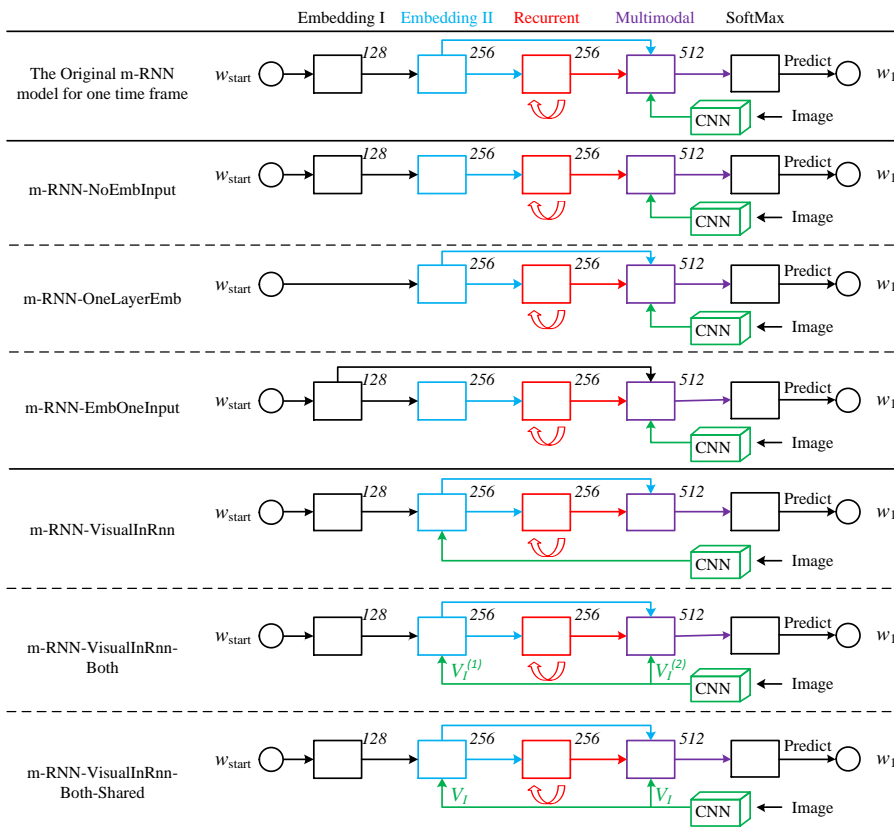 Embedding I Embedding II Recurrent Multimodal SoftMax
The Original m-RNN
model for one time frame
w_start 128 256 256 512 Predict w_1
CNN Image
m-RNN-NoEmbInput
w_start 128 256 256 512 Predict w_1
CNN Image
m-RNN-OneLayerEmb
w_start 256 256 512 Predict w_1
CNN Image
m-RNN-EmbOneInput
w_start 128 256 256 512 Predict w_1
CNN Image
m-RNN-VisualInRnn
w_start 128 256 256 512 Predict w_1
CNN Image
m-RNN-VisualInRnn-
Both
w_start 128 256 256 512 Predict w_1
V_I^(1) V_I^(2) CNN Image
m-RNN-VisualInRnn-
Both-Shared
w_start 128 256 256 512 Predict w_1
V_I V_I CNN Image